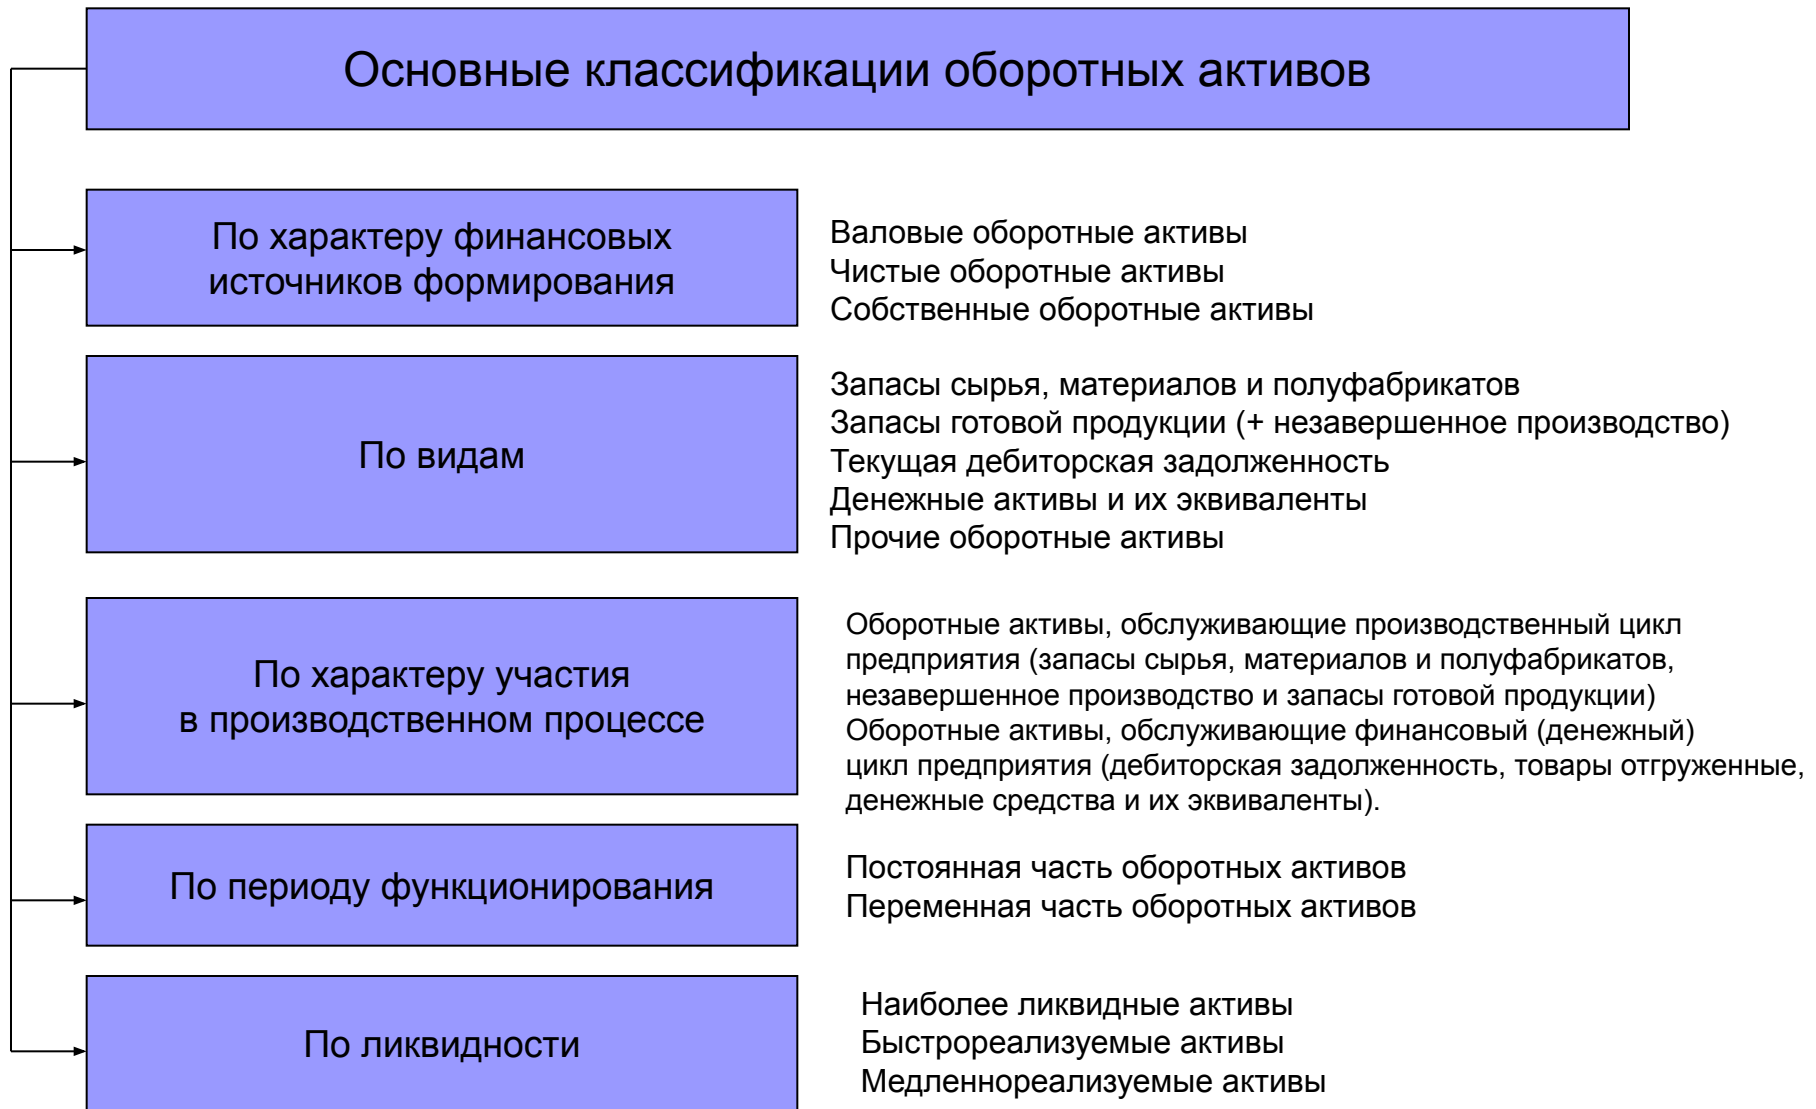 Основные классификации оборотных активов
По характеру финансовых
источников формирования
Валовые оборотные активы
Чистые оборотные активы
Собственные оборотные активы
По видам
Запасы сырья, материалов и полуфабрикатов
Запасы готовой продукции (+ незавершенное производство)
Текущая дебиторская задолженность
Денежные активы и их эквиваленты
Прочие оборотные активы
По характеру участия
в производственном процессе
Оборотные активы, обслуживающие производственный цикл
предприятия (запасы сырья, материалов и полуфабрикатов,
незавершенное производство и запасы готовой продукции)
Оборотные активы, обслуживающие финансовый (денежный)
цикл предприятия (дебиторская задолженность, товары отгруженные,
денежные средства и их эквиваленты).
По периоду функционирования
Постоянная часть оборотных активов
Переменная часть оборотных активов
По ликвидности
Наиболее ликвидные активы
Быстрореализуемые активы
Медленнореализуемые активы